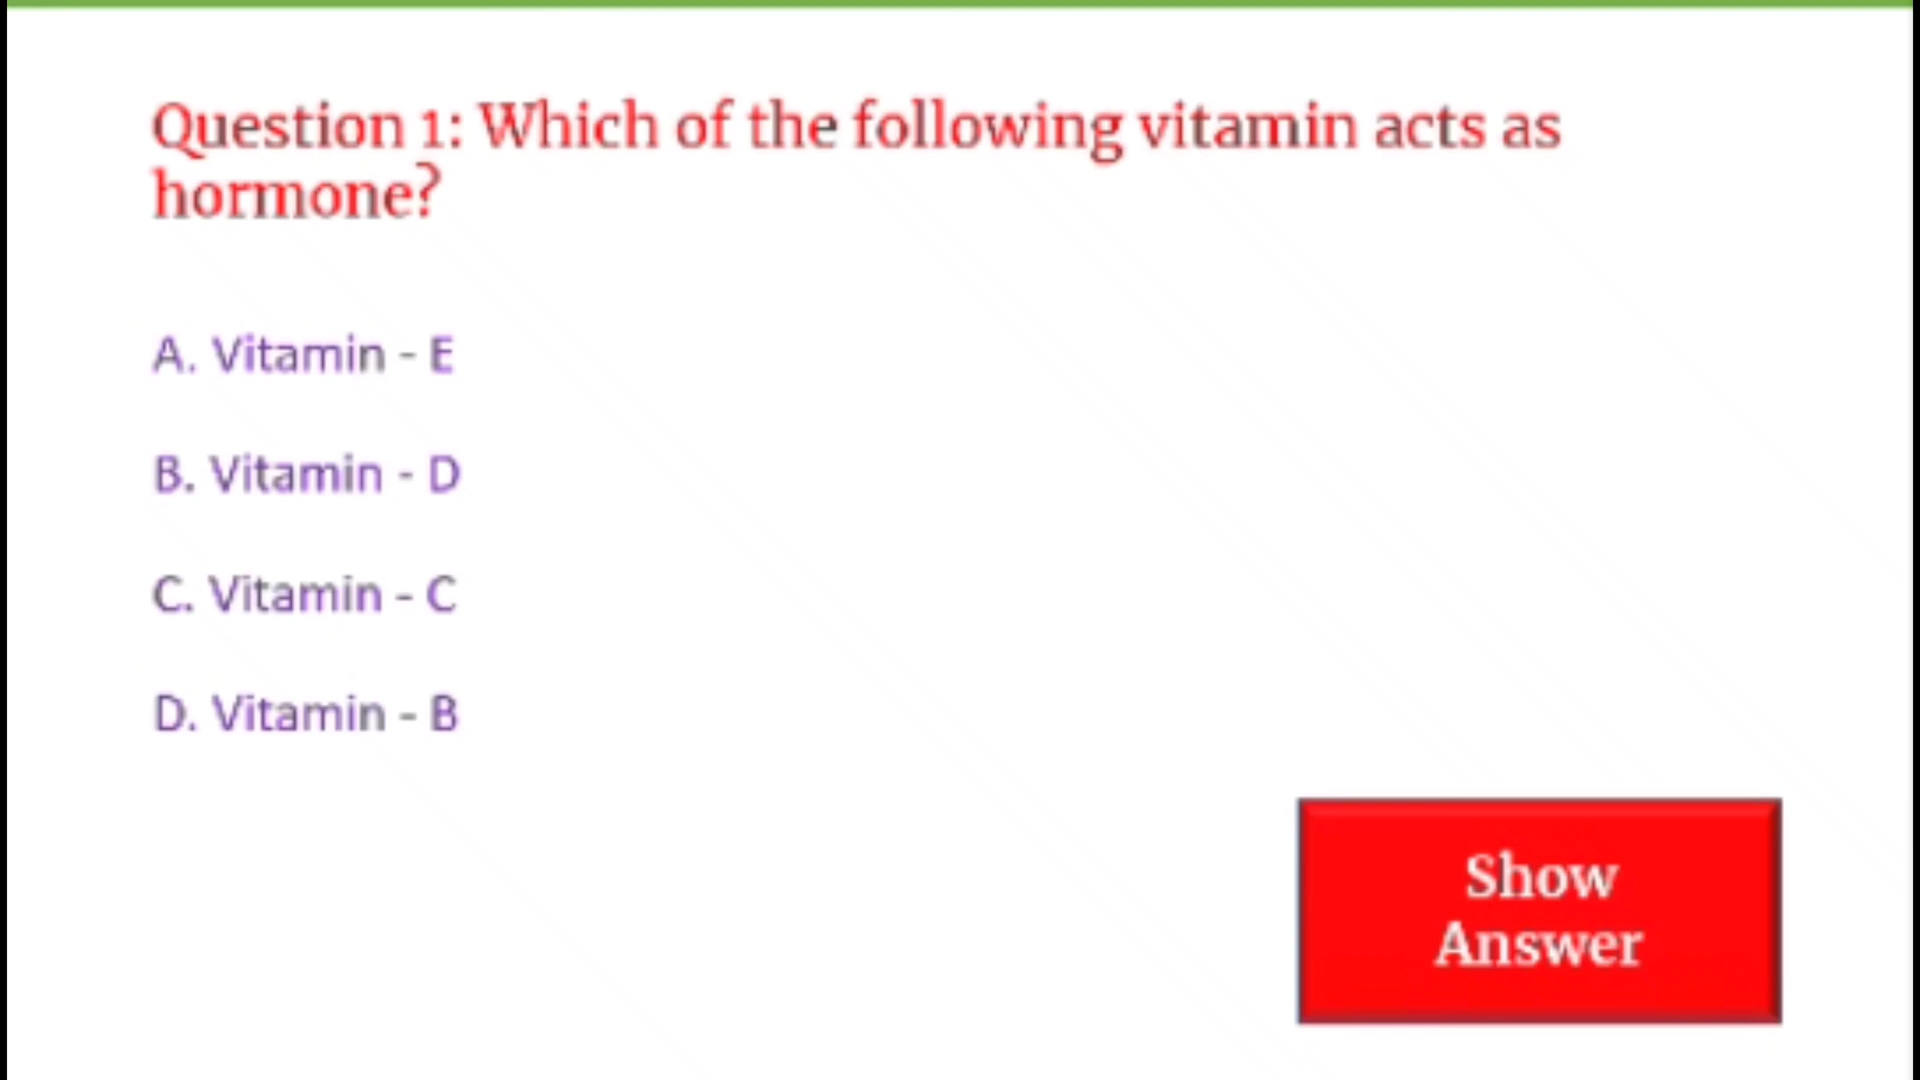 Question 1: Which of the following vitamin acts as
hormone?
A. Vitamin - E
B. Vitamin - D
C. Vitamin - C
D. Vitamin - B
Show
Answer